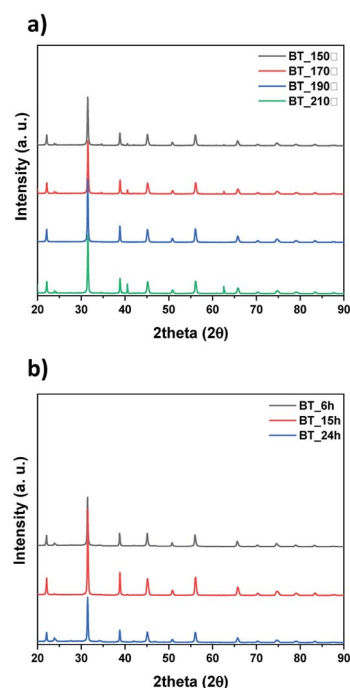 a)
BT_150□
BT_170□
BT_190□
BT_210□
Intensity (a. u.)
20 30 40 50 60 70 80 90
2theta (2θ)
b)
BT_6h
BT_15h
BT_24h
Intensity (a. u.)
20 30 40 50 60 70 80 90
2theta (2θ)